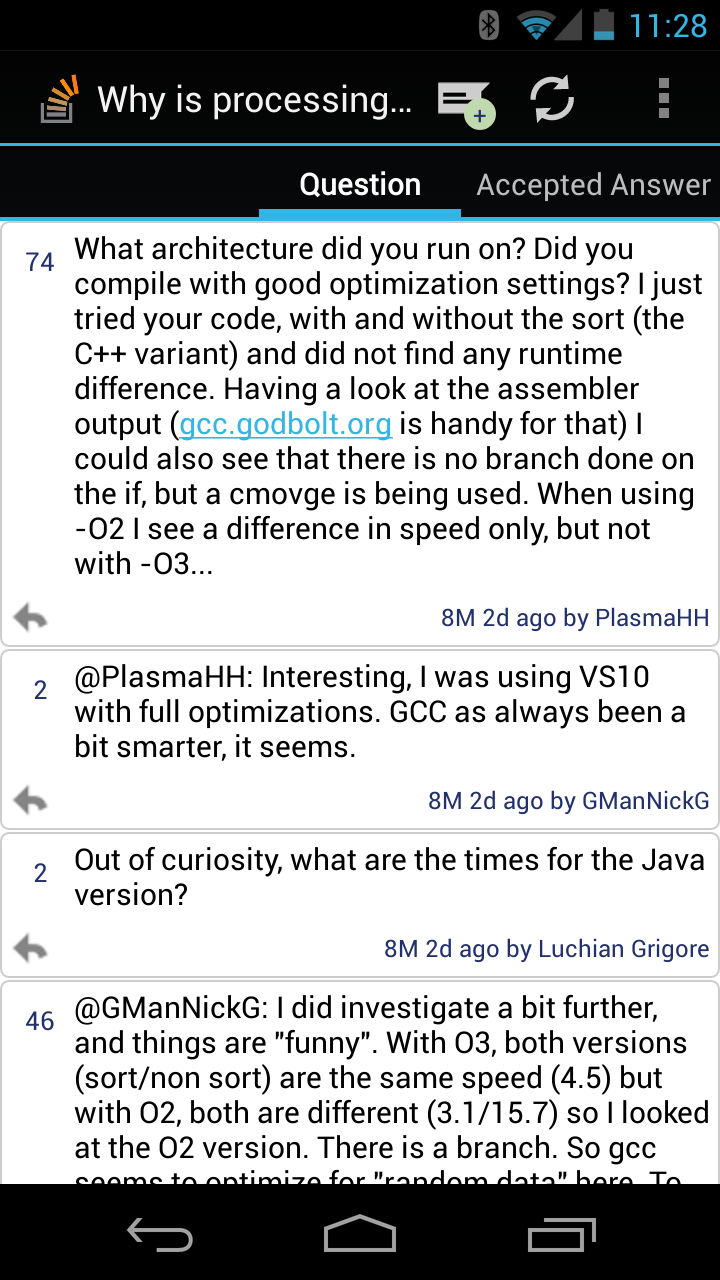 11:28
Why is processing...
Question
Accepted Answer
74
What architecture did you run on? Did you
compile with good optimization settings? I just
tried your code, with and without the sort (the
C++ variant) and did not find any runtime
difference. Having a look at the assembler
output (gcc.godbolt.org is handy for that) I
could also see that there is no branch done on
the if, but a cmovge is being used. When using
-O2 I see a difference in speed only, but not
with -O3...
8M 2d ago by PlasmaHH
2
@PlasmaHH: Interesting, I was using VS10
with full optimizations. GCC as always been a
bit smarter, it seems.
8M 2d ago by GManNickG
2
Out of curiosity, what are the times for the Java
version?
8M 2d ago by Luchian Grigore
46
@GManNickG: I did investigate a bit further,
and things are "funny". With O3, both versions
(sort/non sort) are the same speed (4.5) but
with O2, both are different (3.1/15.7) so I looked
at the O2 version. There is a branch. So gcc
seems to optimize for "random data" here. To